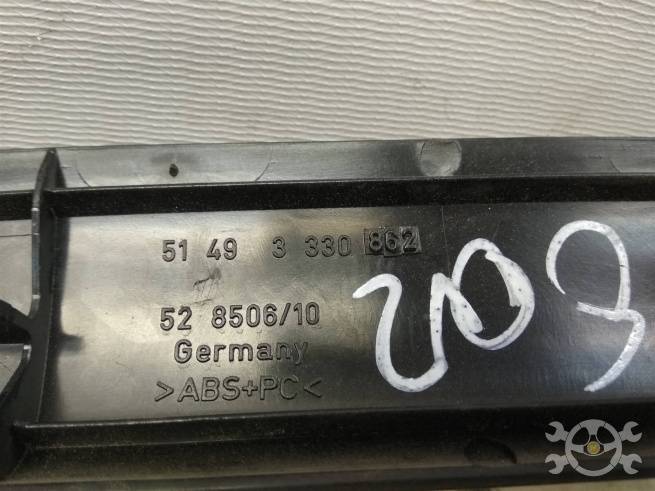 51 49 3 330 862
52 8506/10
Germany
>ABS+PC<
203